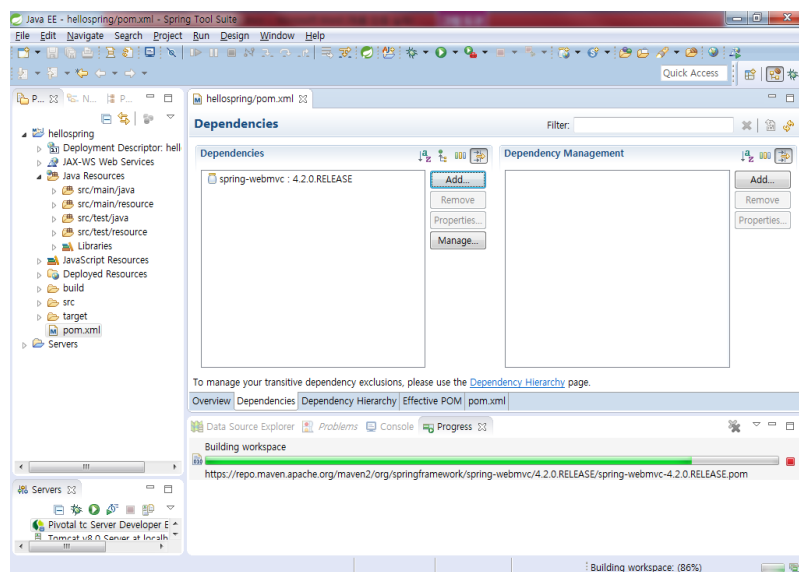 Java EE - hellospring/pom.xml - Spring Tool Suite
File Edit Navigate Search Project Run Design Window Help
Quick Access
P... N... P...
hellospring/pom.xml
Dependencies
Filter:
hellospring
Deployment Descriptor: hell
JAX-WS Web Services
Java Resources
src/main/java
src/main/resource
src/test/java
src/test/resource
Libraries
JavaScript Resources
Deployed Resources
build
src
target
pom.xml
Servers
Dependencies
spring-webmvc : 4.2.0.RELEASE
Add...
Remove
Properties...
Manage...
Dependency Management
Add...
Remove
Properties...
To manage your transitive dependency exclusions, please use the Dependency Hierarchy page.
Overview Dependencies Dependency Hierarchy Effective POM pom.xml
Data Source Explorer Problems Console Progress
Building workspace
https://repo.maven.apache.org/maven2/org/springframework/spring-webmvc/4.2.0.RELEASE/spring-webmvc-4.2.0.RELEASE.pom
Servers
Pivotal tc Server Developer E
Tomcat v8.0 Server at localh
Building workspace: (86%)